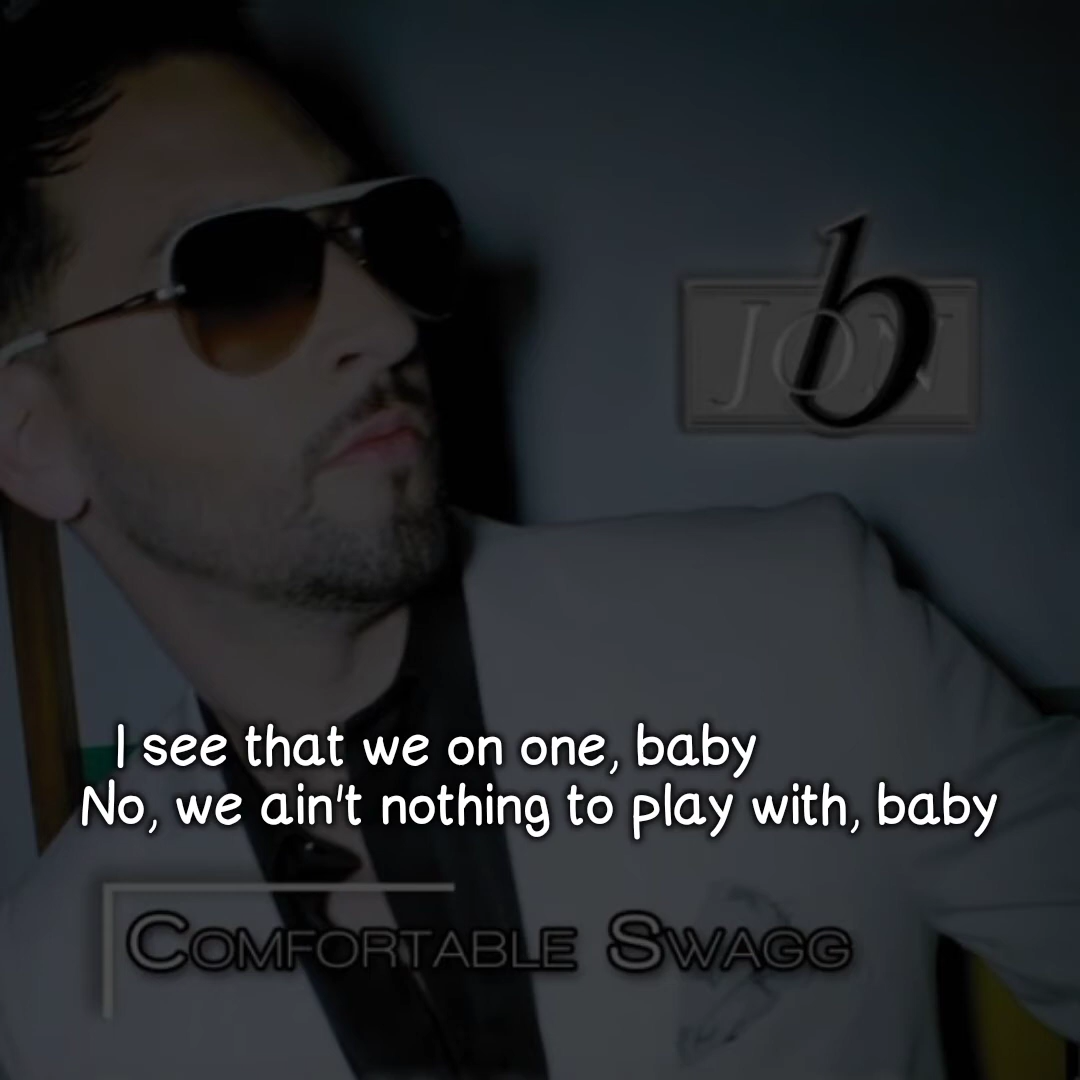 b
JON
I see that we on one, baby
No, we ain't nothing to play with, baby
COMFORTABLE SWAGG